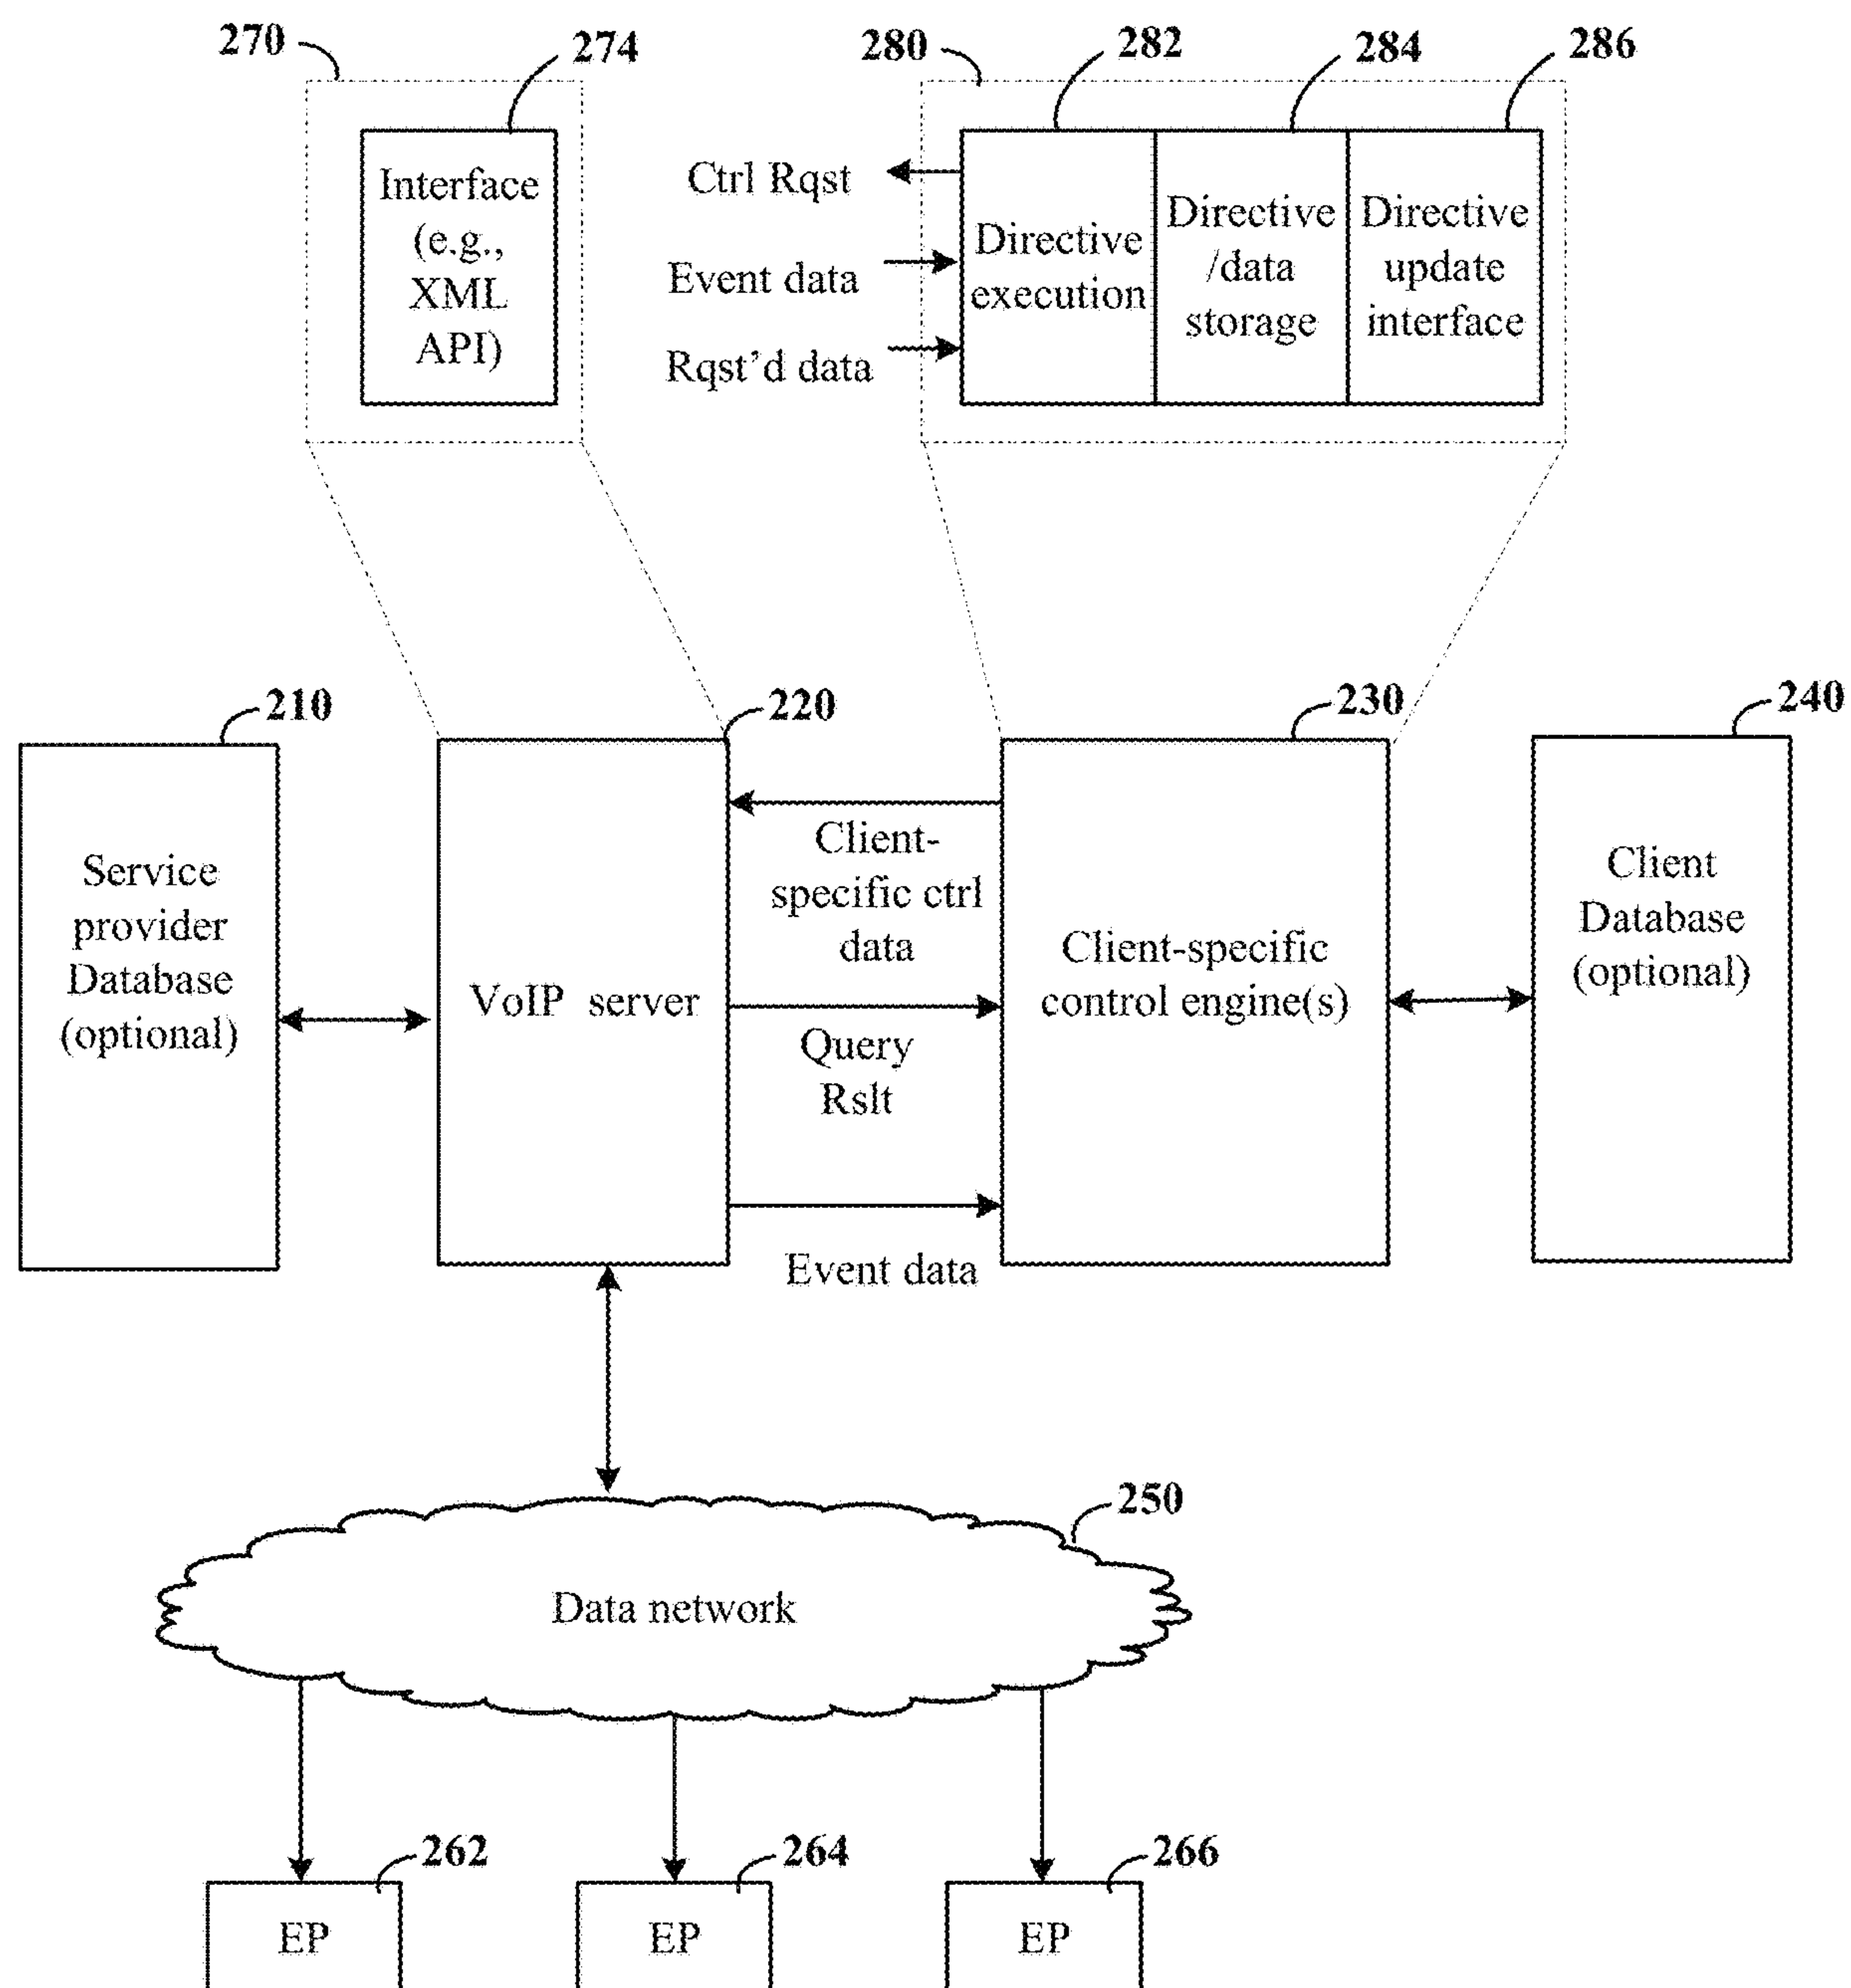 270
274
280
282
284
286
Interface
(e.g.,
XML
API)
Ctrl Rqst
Event data
Rqst'd data
Directive
execution
Directive
/data
storage
Directive
update
interface
210
220
230
240
Service
provider
Database
(optional)
VoIP server
Client-
specific ctrl
data
Query
Rslt
Event data
Client-specific
control engine(s)
Client
Database
(optional)
250
Data network
262
264
266
EP
EP
EP